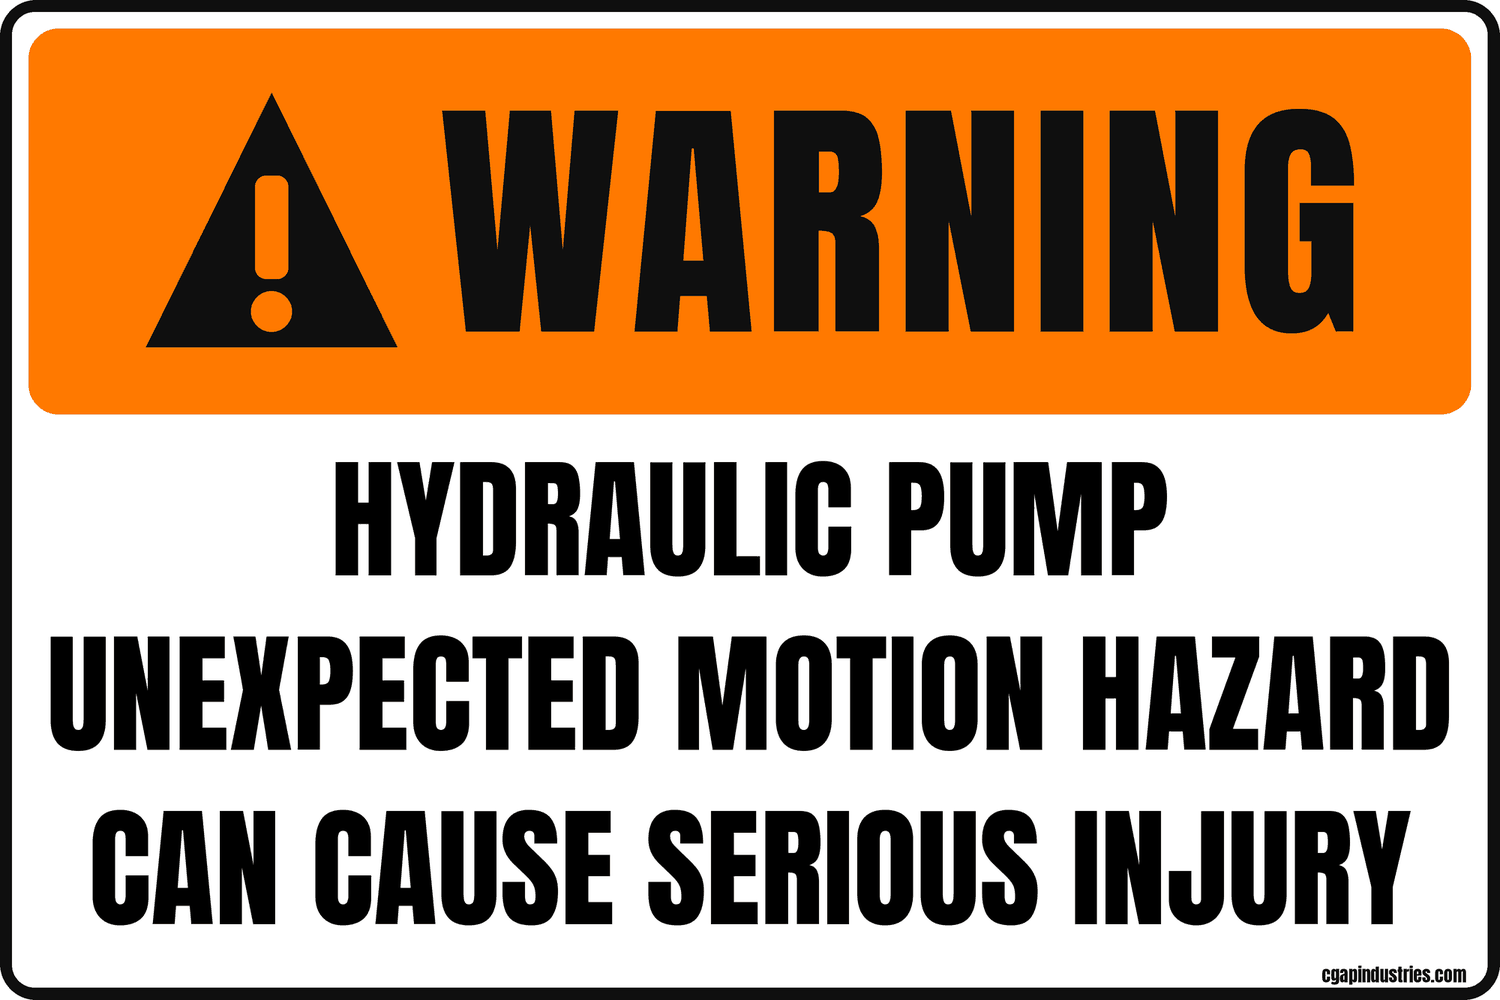 WARNING
HYDRAULIC PUMP
UNEXPECTED MOTION HAZARD
CAN CAUSE SERIOUS INJURY
cgapindustries.com